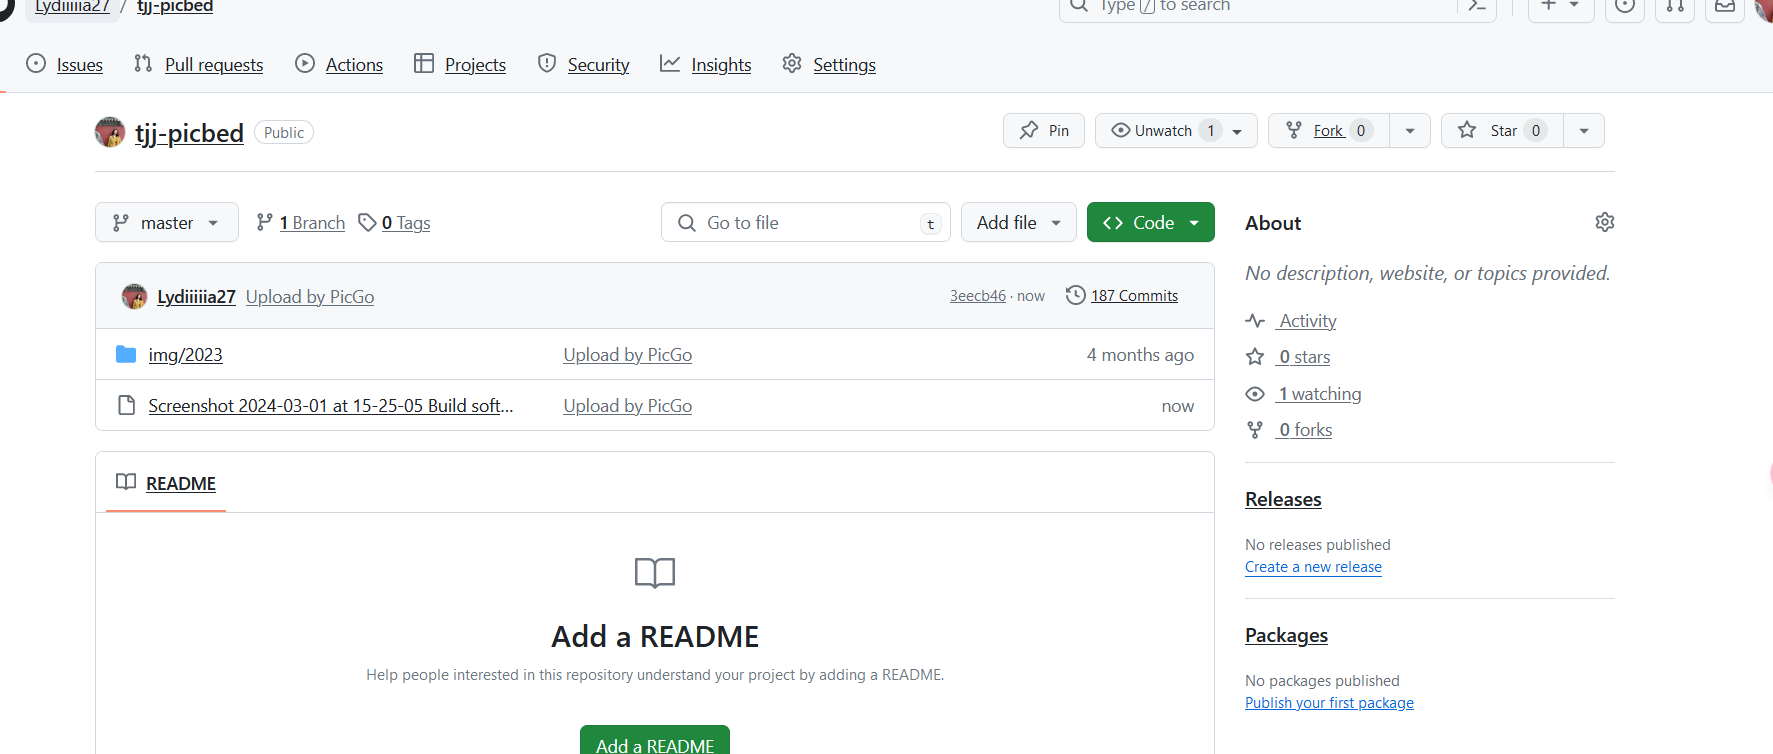 Lydiiiiia27 / tjj-picbed
Type / to search
Issues Pull requests Actions Projects Security Insights Settings
tjj-picbed Public
Pin Unwatch 1 Fork 0 Star 0
master 1 Branch 0 Tags Go to file t Add file Code
Lydiiiiia27 Upload by PicGo 3eecb46 · now 187 Commits
img/2023 Upload by PicGo 4 months ago
Screenshot 2024-03-01 at 15-25-05 Build soft... Upload by PicGo now
README
Add a README
Help people interested in this repository understand your project by adding a README.
Add a README
About
No description, website, or topics provided.
Activity
0 stars
1 watching
0 forks
Releases
No releases published
Create a new release
Packages
No packages published
Publish your first package